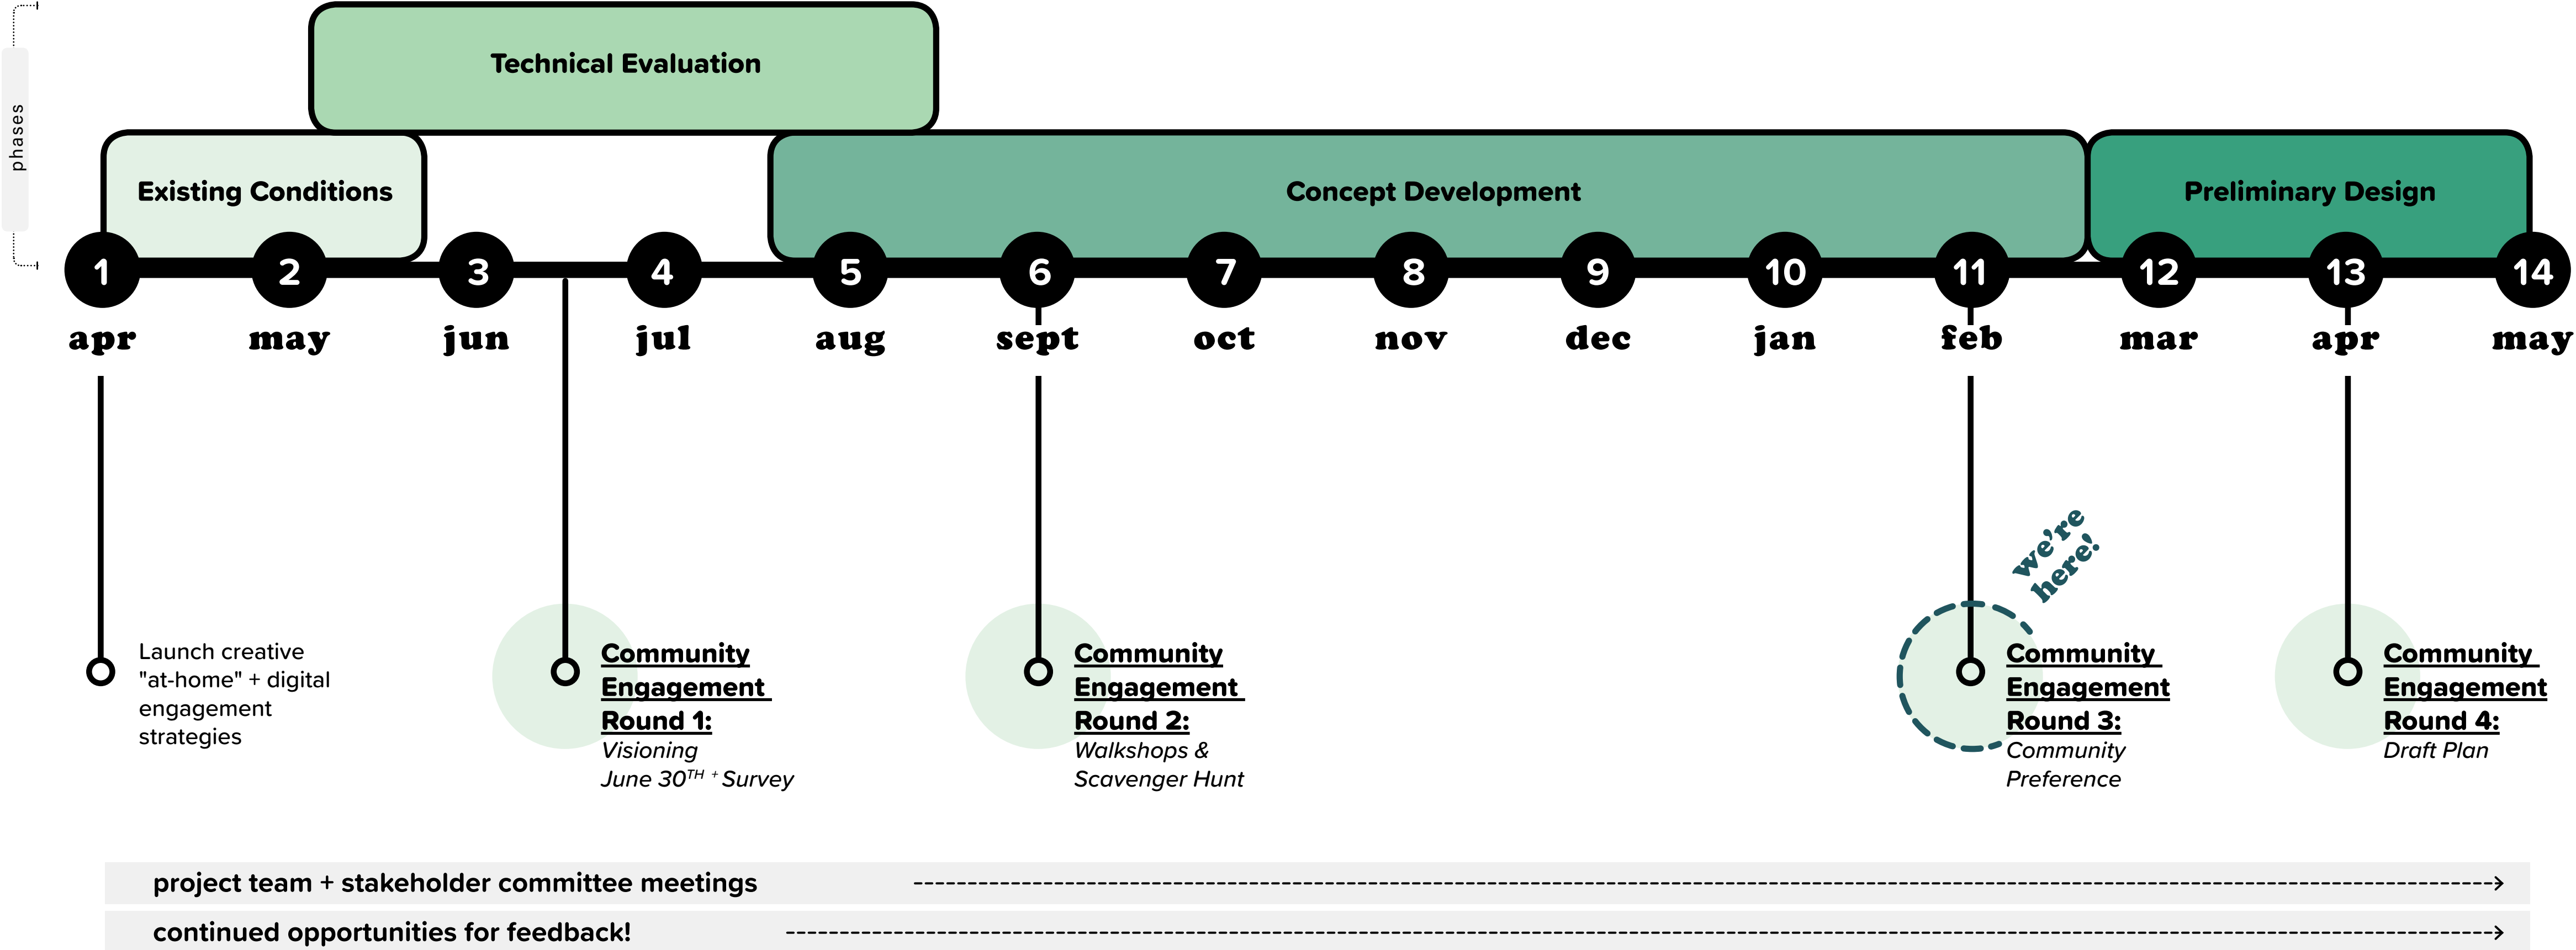 phases
Technical Evaluation
Existing Conditions
Concept Development
Preliminary Design
1 2 3 4 5 6 7 8 9 10 11 12 13 14
apr may jun jul aug sept oct nov dec jan feb mar apr may
we're
here!
Launch creative
"at-home" + digital
engagement
strategies
Community
Engagement
Round 1:
Visioning
June 30TH + Survey
Community
Engagement
Round 2:
Walkshops &
Scavenger Hunt
Community
Engagement
Round 3:
Community
Preference
Community
Engagement
Round 4:
Draft Plan
project team + stakeholder committee meetings
continued opportunities for feedback!